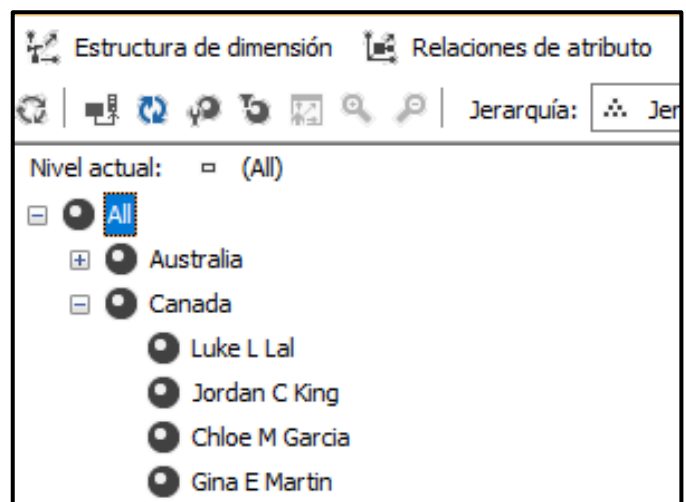 Estructura de dimensión Relaciones de atributo
Jerarquía: Jer
Nivel actual: (All)
All
Australia
Canada
Luke L Lal
Jordan C King
Chloe M Garcia
Gina E Martin